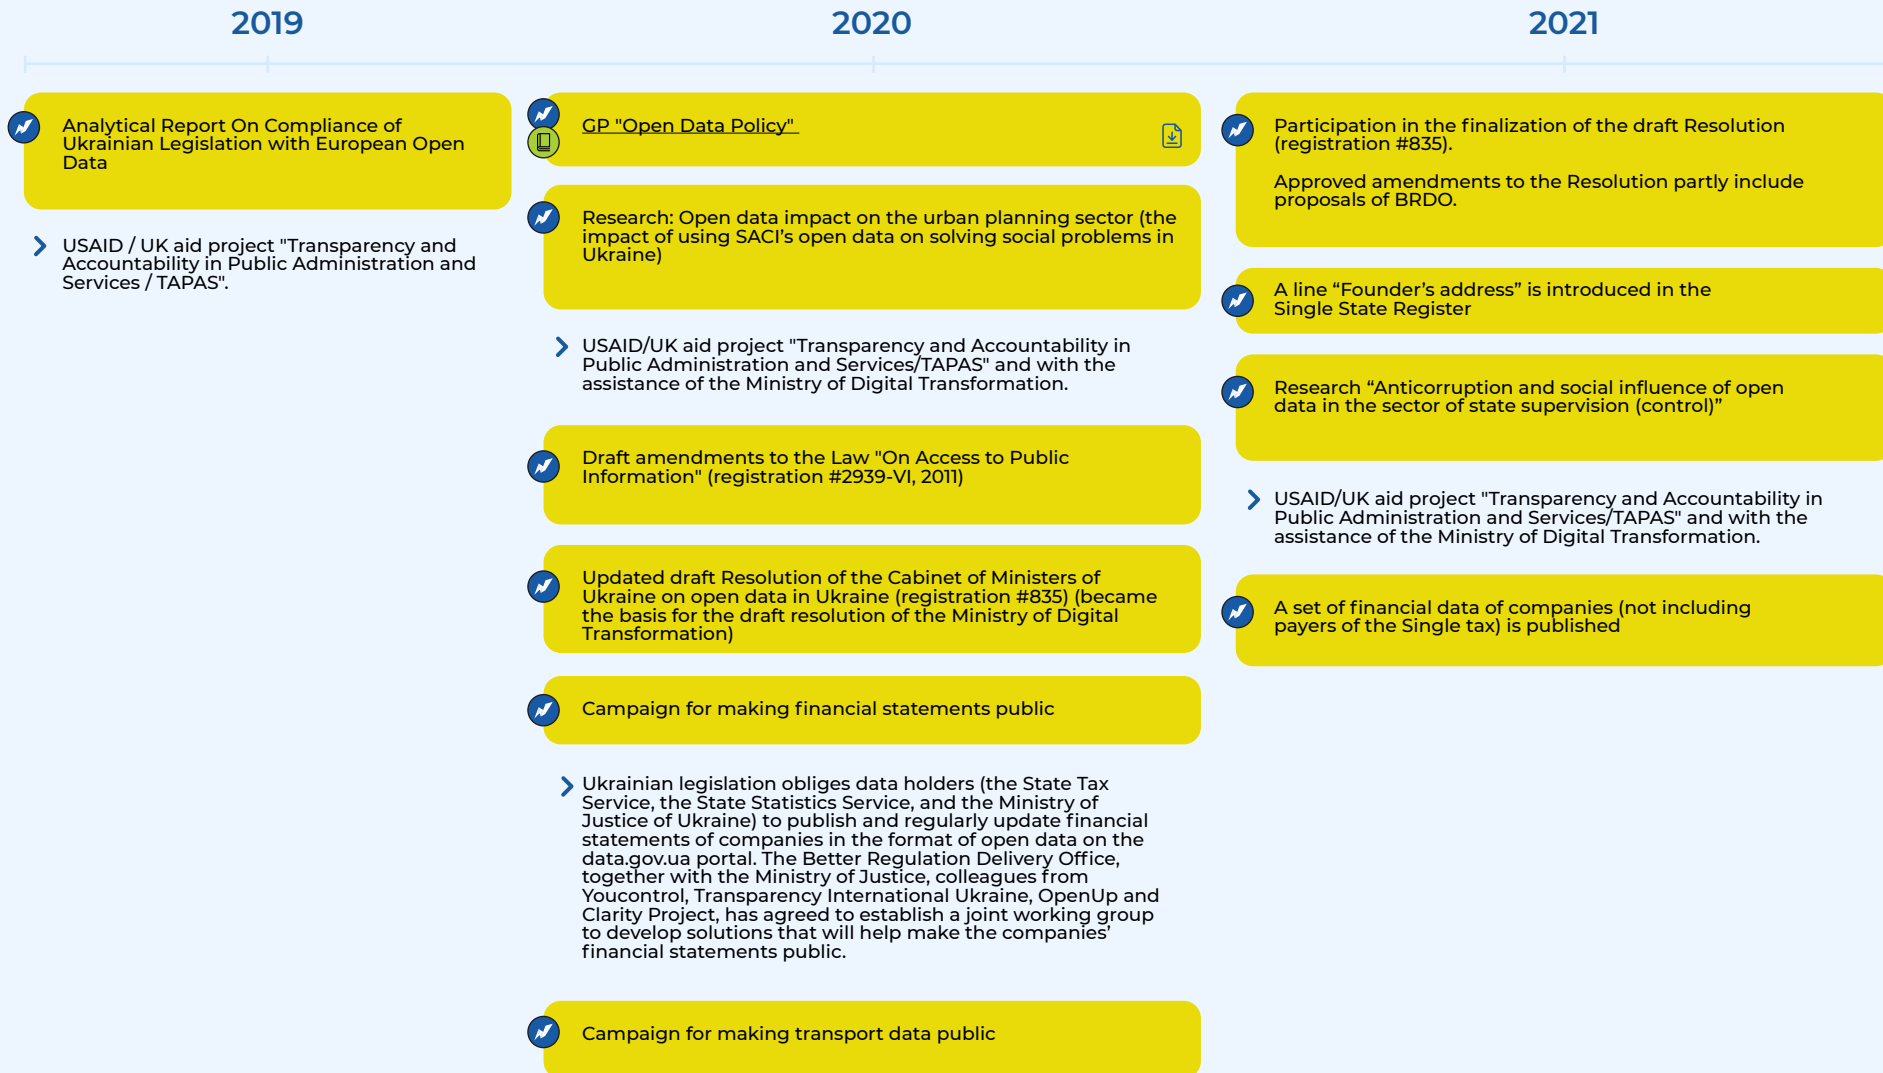 2019
Analytical Report On Compliance of
Ukrainian Legislation with European Open
Data
USAID / UK aid project "Transparency and
Accountability in Public Administration and
Services / TAPAS".
2020
GP "Open Data Policy"
Research: Open data impact on the urban planning sector (the
impact of using SACI’s open data on solving social problems in
Ukraine)
USAID/UK aid project "Transparency and Accountability in
Public Administration and Services/TAPAS" and with the
assistance of the Ministry of Digital Transformation.
Draft amendments to the Law "On Access to Public
Information" (registration #2939-VI, 2011)
Updated draft Resolution of the Cabinet of Ministers of
Ukraine on open data in Ukraine (registration #835) (became
the basis for the draft resolution of the Ministry of Digital
Transformation)
Campaign for making financial statements public
Ukrainian legislation obliges data holders (the State Tax
Service, the State Statistics Service, and the Ministry of
Justice of Ukraine) to publish and regularly update financial
statements of companies in the format of open data on the
data.gov.ua portal. The Better Regulation Delivery Office,
together with the Ministry of Justice, colleagues from
Youcontrol, Transparency International Ukraine, OpenUp and
Clarity Project, has agreed to establish a joint working group
to develop solutions that will help make the companies’
financial statements public.
Campaign for making transport data public
2021
Participation in the finalization of the draft Resolution
(registration #835).
Approved amendments to the Resolution partly include
proposals of BRDO.
A line “Founder’s address” is introduced in the
Single State Register
Research “Anticorruption and social influence of open
data in the sector of state supervision (control)”
USAID/UK aid project "Transparency and Accountability in
Public Administration and Services/TAPAS" and with the
assistance of the Ministry of Digital Transformation.
A set of financial data of companies (not including
payers of the Single tax) is published